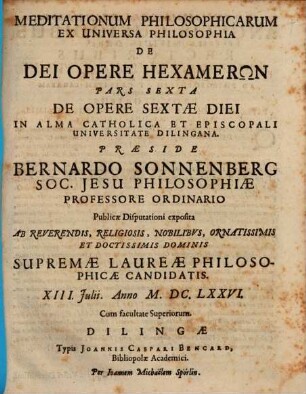 MEDITATIONUM PHILOSOPHICARUM
EX UNIVERSA PHILOSOPHIA
DE
DEI OPERE HEXAMERΩN
PARS SEXTA
DE OPERE SEXTÆ DIEI
IN ALMA CATHOLICA ET EPISCOPALI
UNIVERSITATE DILINGANA.
PRÆSIDE
BERNARDO SONNENBERG
SOC. JESU PHILOSOPHIÆ
PROFESSORE ORDINARIO
Publicæ Disputationi exposita
AB REVERENDIS, RELIGIOSIS, NOBILIBVS, ORNATISSIMIS
ET DOCTISSIMIS DOMINIS
SUPREMÆ LAUREÆ PHILOSO-
PHICÆ CANDIDATIS.
XIII. Julii. Anno M. DC. LXXVI.
Cum facultate Superiorum.
DILINGÆ
Typis JOANNIS CASPARI BENCARD,
Bibliopolæ Academici.
Per Joannem Michaëlem Spörlin.